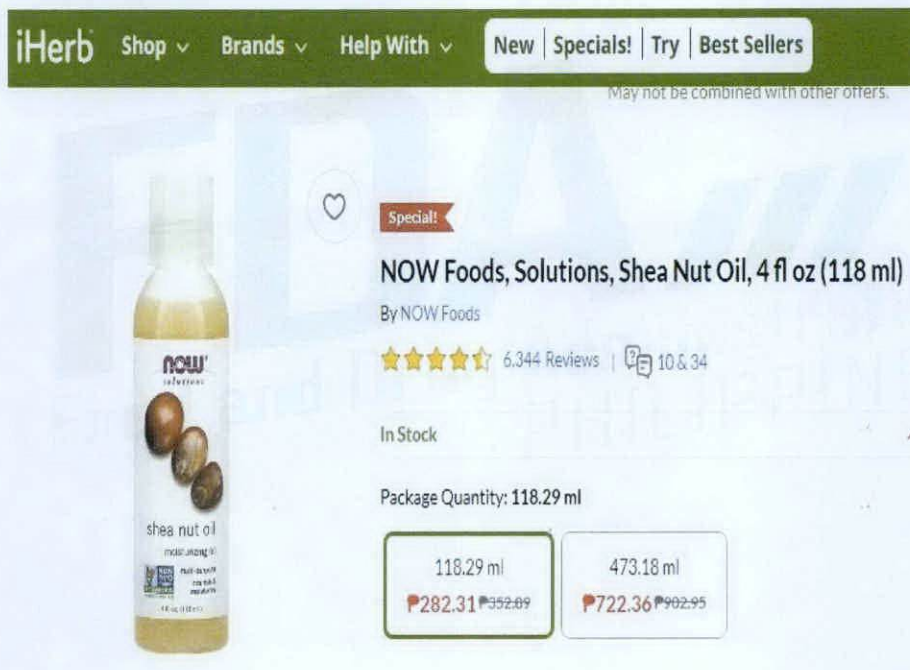 iHerb Shop Brands Help With New Specials! Try Best Sellers
May not be combined with other offers.
Special!
NOW Foods, Solutions, Shea Nut Oil, 4 fl oz (118 ml)
By NOW Foods
6,344 Reviews | 10 & 34
In Stock
Package Quantity: 118.29 ml
118.29 ml
₱282.31 ₱352.89
473.18 ml
₱722.36 ₱902.95
now
solutions
shea nut oil
moisturizing oil